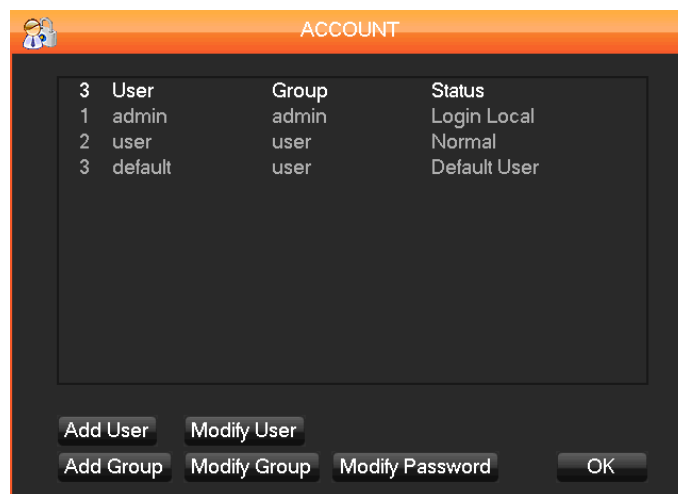 ACCOUNT
3 User Group Status
1 admin admin Login Local
2 user user Normal
3 default user Default User
Add User Modify User
Add Group Modify Group Modify Password OK